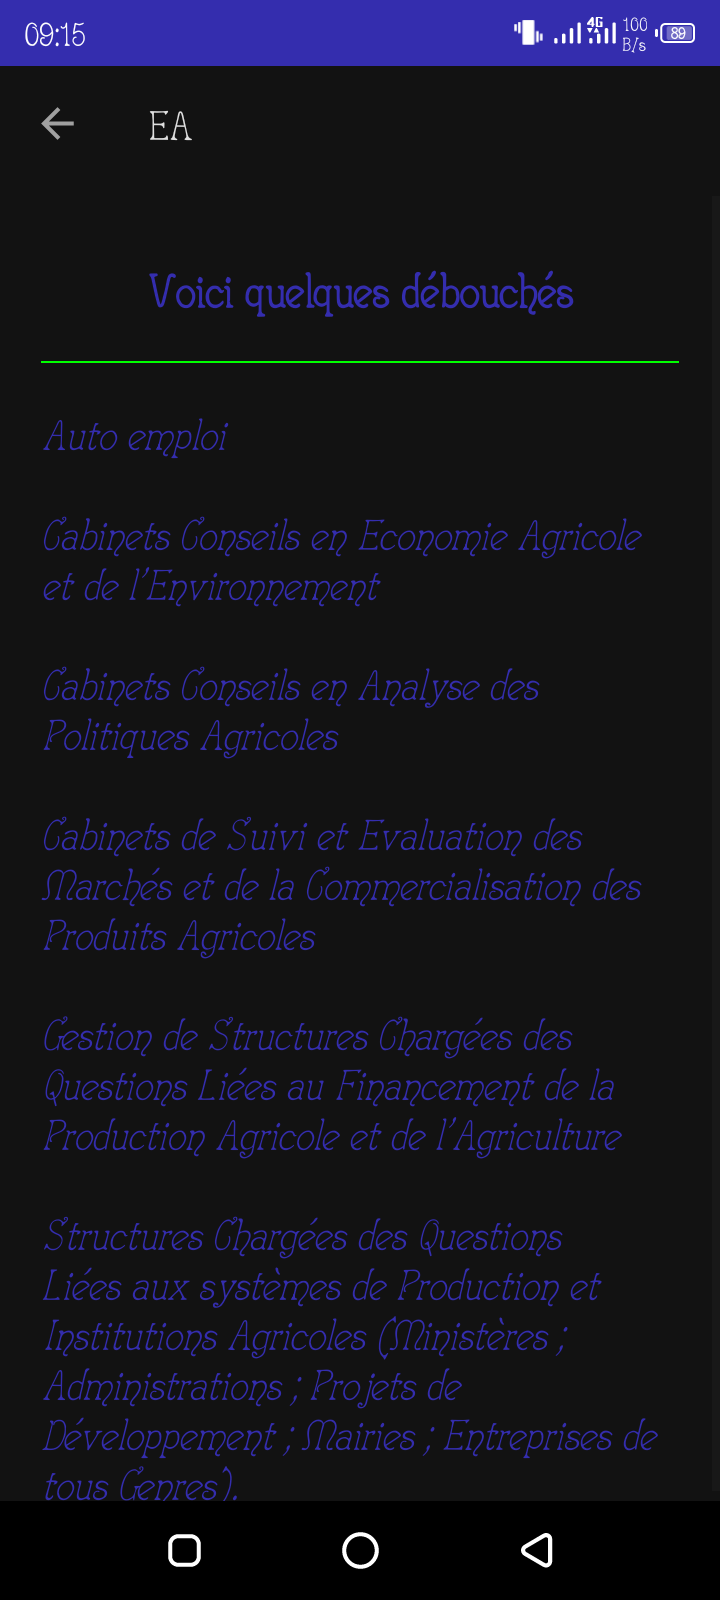 09:15
4G
100
B/s
89
EA
Voici quelques débouchés
Auto emploi
Cabinets Conseils en Economie Agricole
et de l'Environnement
Cabinets Conseils en Analyse des
Politiques Agricoles
Cabinets de Suivi et Evaluation des
Marchés et de la Commercialisation des
Produits Agricoles
Gestion de Structures Chargées des
Questions Liées au Financement de la
Production Agricole et de l'Agriculture
Structures Chargées des Questions
Liées aux systèmes de Production et
Institutions Agricoles (Ministères ;
Administrations ; Projets de
Développement ; Mairies ; Entreprises de
tous Genres).